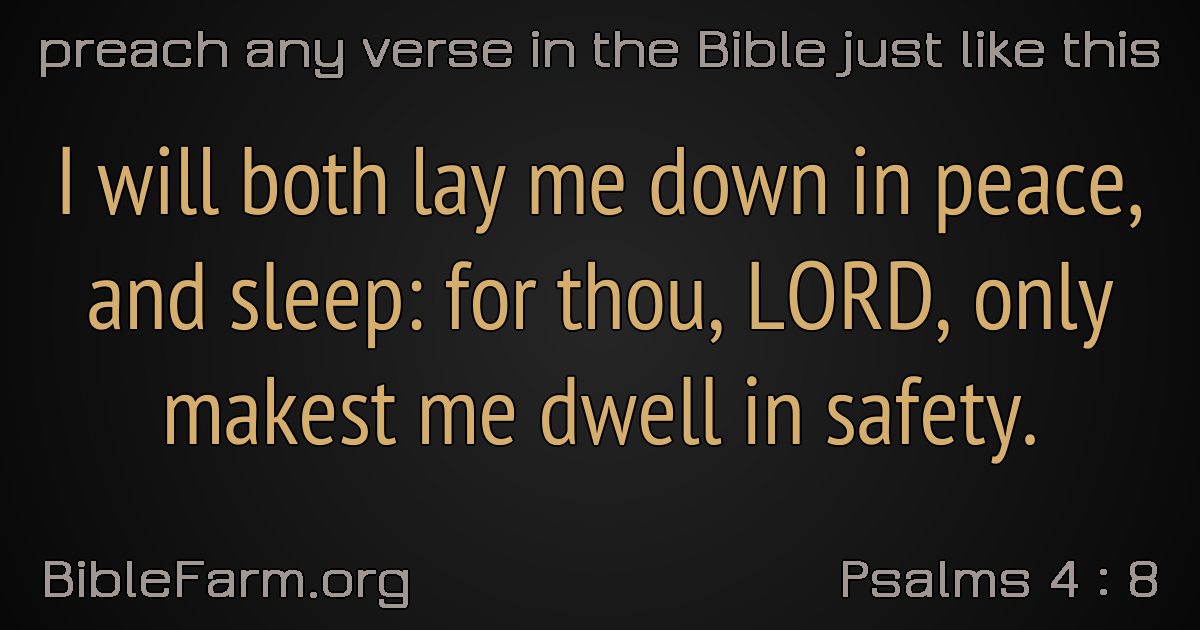 preach any verse in the Bible just like this
I will both lay me down in peace,
and sleep: for thou, LORD, only
makest me dwell in safety.
BibleFarm.org
Psalms 4 : 8